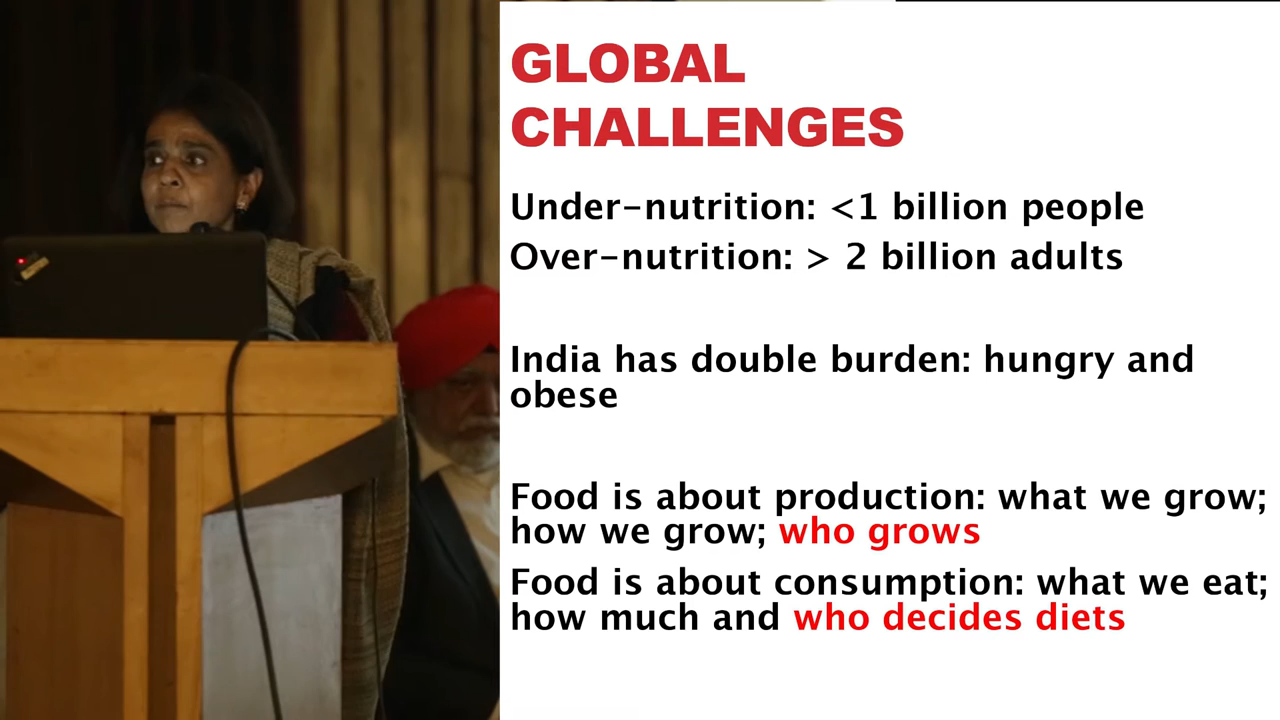 GLOBAL
CHALLENGES
Under-nutrition: <1 billion people
Over-nutrition: > 2 billion adults
India has double burden: hungry and
obese
Food is about production: what we grow;
how we grow; who grows
Food is about consumption: what we eat;
how much and who decides diets